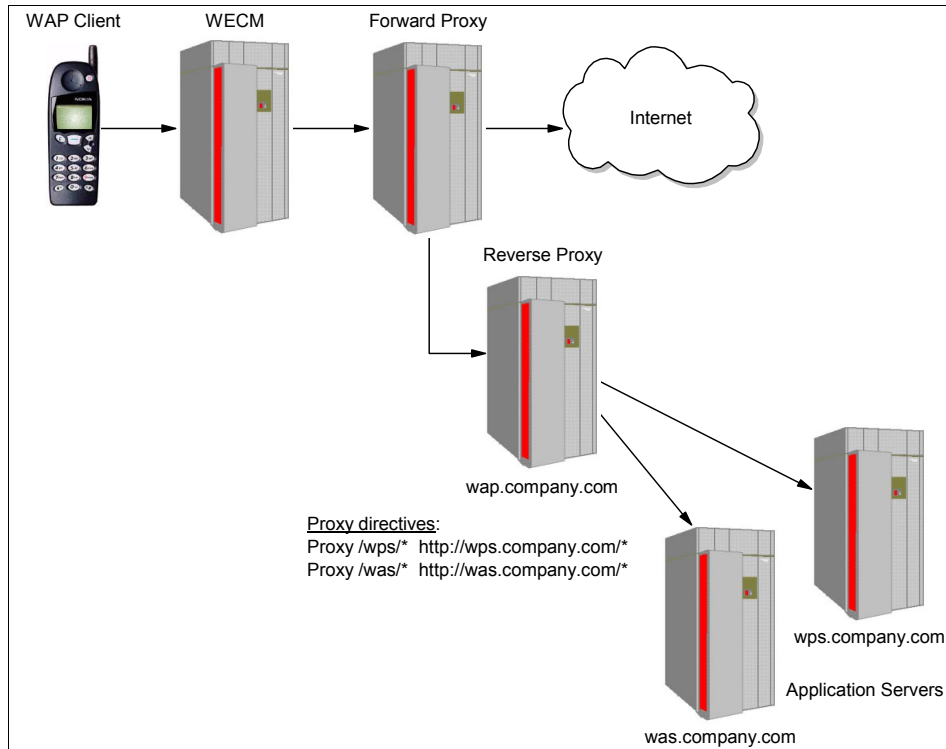 WAP Client
WECM
Forward Proxy
NOKIA
Internet
Reverse Proxy
wap.company.com
Proxy directives:
Proxy /wps/* http://wps.company.com/*
Proxy /was/* http://was.company.com/*
wps.company.com
Application Servers
was.company.com